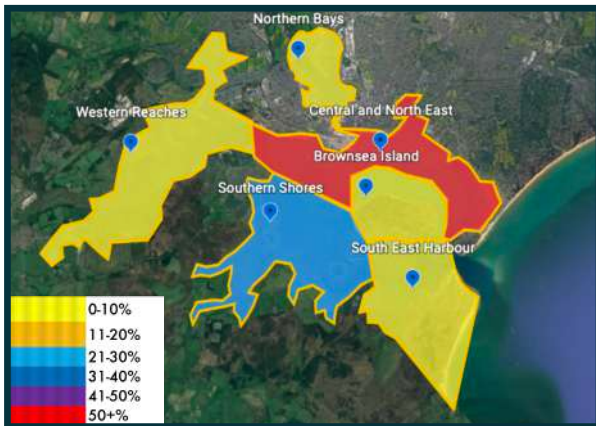 Northern Bays
Western Reaches
Central and North East
Brownsea Island
Southern Shores
South East Harbour
0-10%
11-20%
21-30%
31-40%
41-50%
50+%